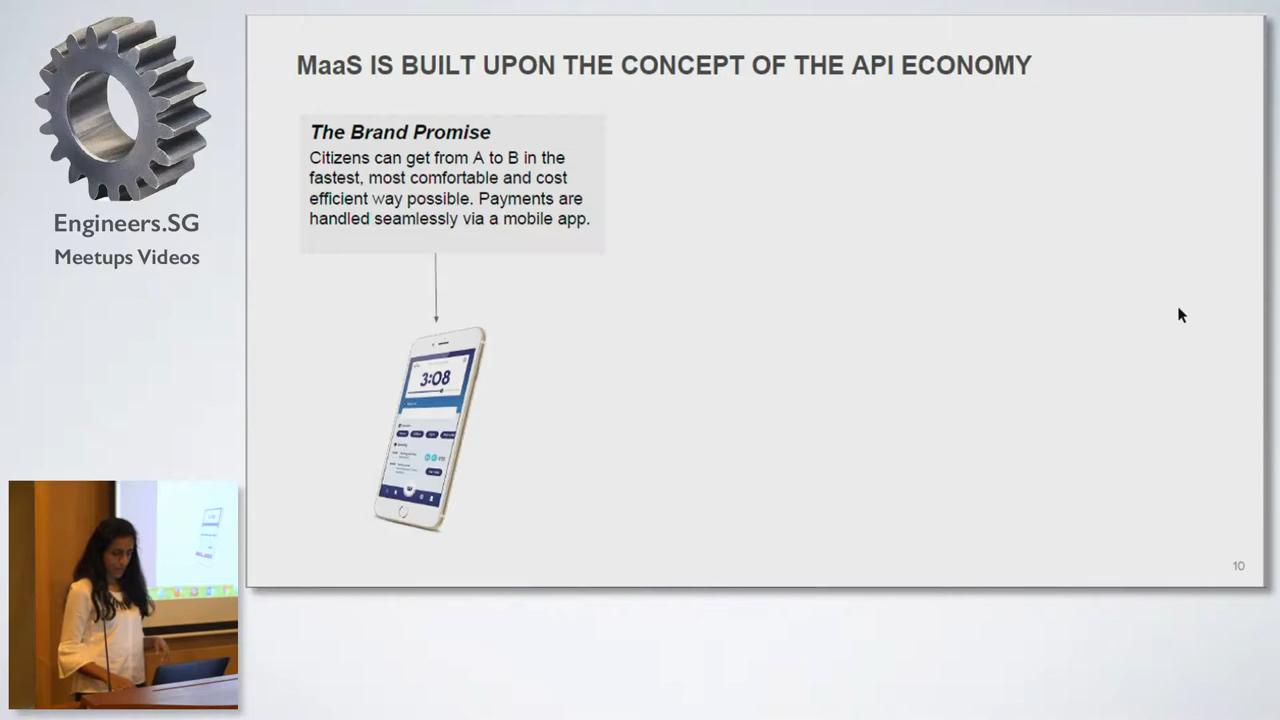 Engineers.SG
Meetups Videos
MaaS IS BUILT UPON THE CONCEPT OF THE API ECONOMY
The Brand Promise
Citizens can get from A to B in the
fastest, most comfortable and cost
efficient way possible. Payments are
handled seamlessly via a mobile app.
3:08
10